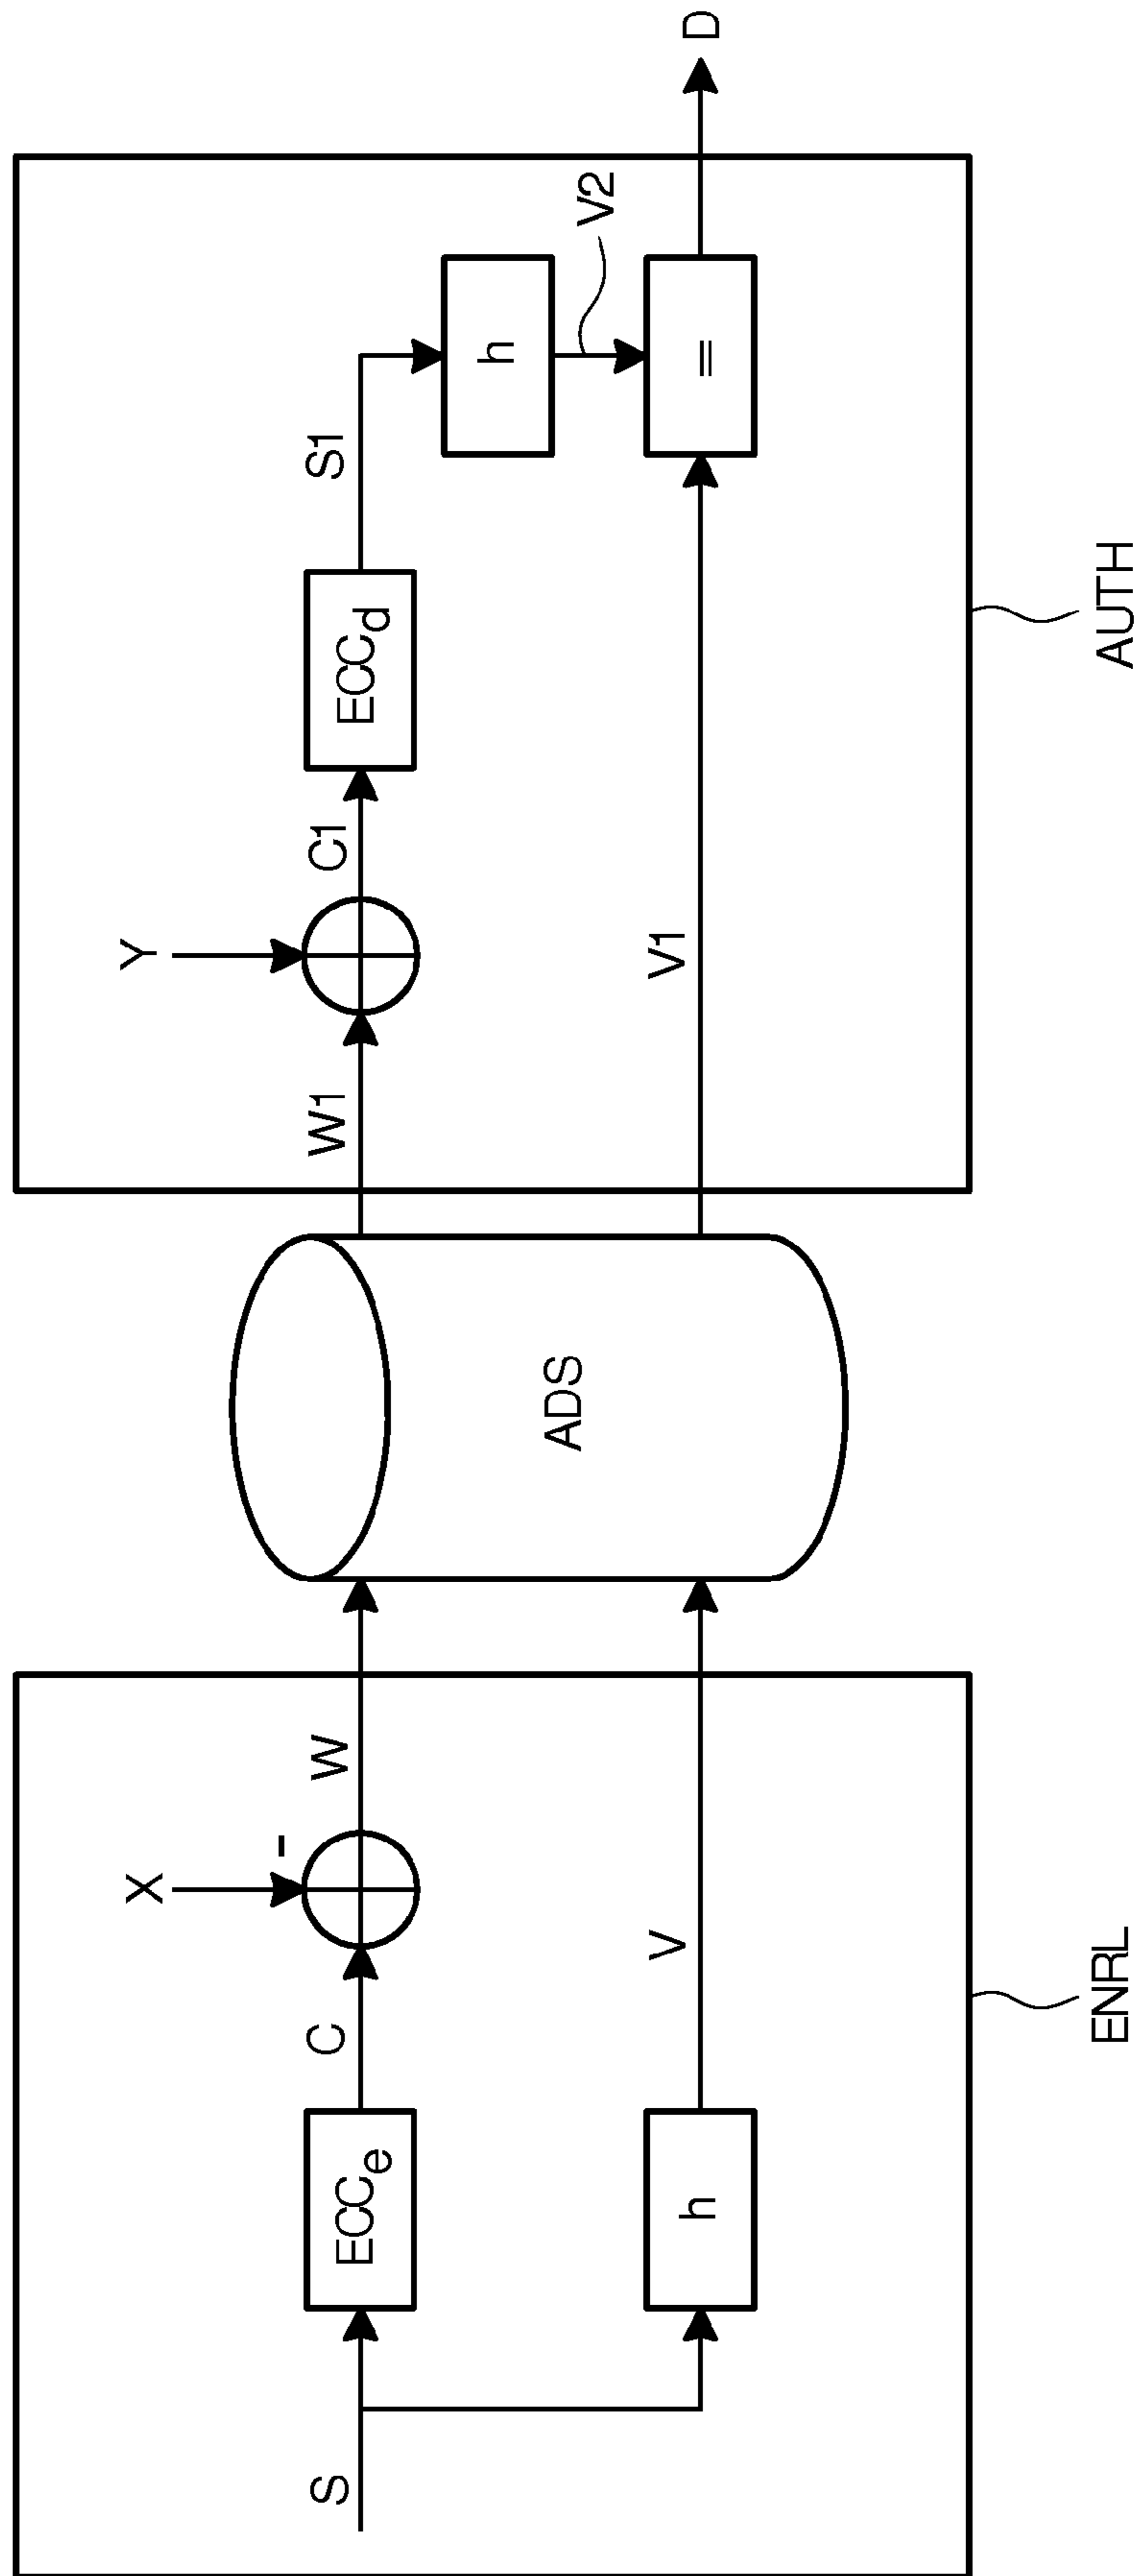 X
-
S
ECCe
C
W
h
V
ENRL
ADS
Y
W1
C1
ECCd
S1
h
V2
V1
=
D
AUTH